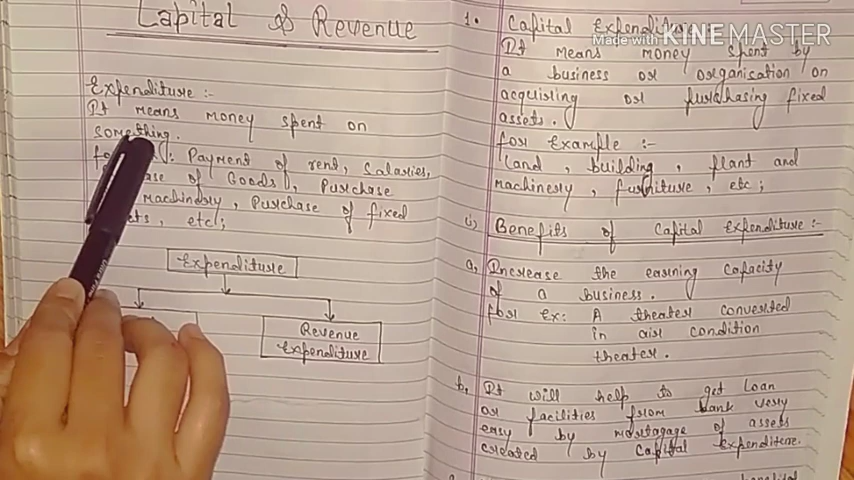 Capital & Revenue
Expenditure :-
It means money spent on
something.
Payment of rent, Salaries,
of Goods, Purchase
machindry, Purchase of fixed
etc;
Expenditure
Revenue
Expenditure
1. Capital Expenditure
Made with KINEMASTER
It means money spent by
a business or organisation on
acquiring or purchasing fixed
assets.
for Example :-
Land, building, plant and
machinery, furniture, etc;
i) Benefits of Capital Expenditure :-
a, Increase the earning capacity
of a business.
for Ex: A theater converted
in air condition
theater.
b, It will help to get Loan
or facilities from bank very
easy by mortagage of assets
created by Capital Expenditure.